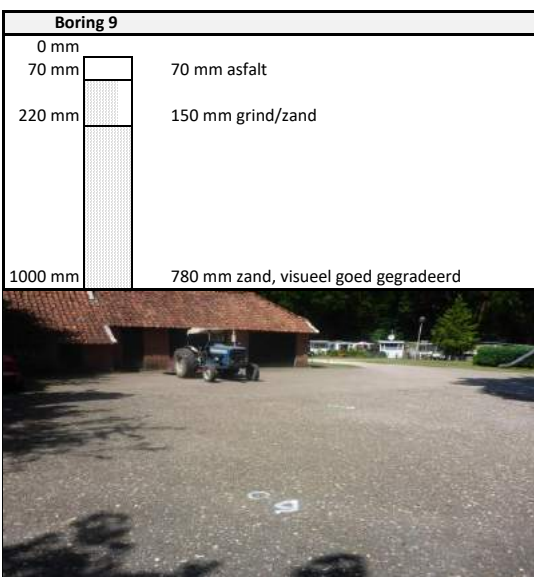 Boring 9
0 mm
70 mm 70 mm asfalt
220 mm 150 mm grind/zand
1000 mm 780 mm zand, visueel goed gegradeerd
9